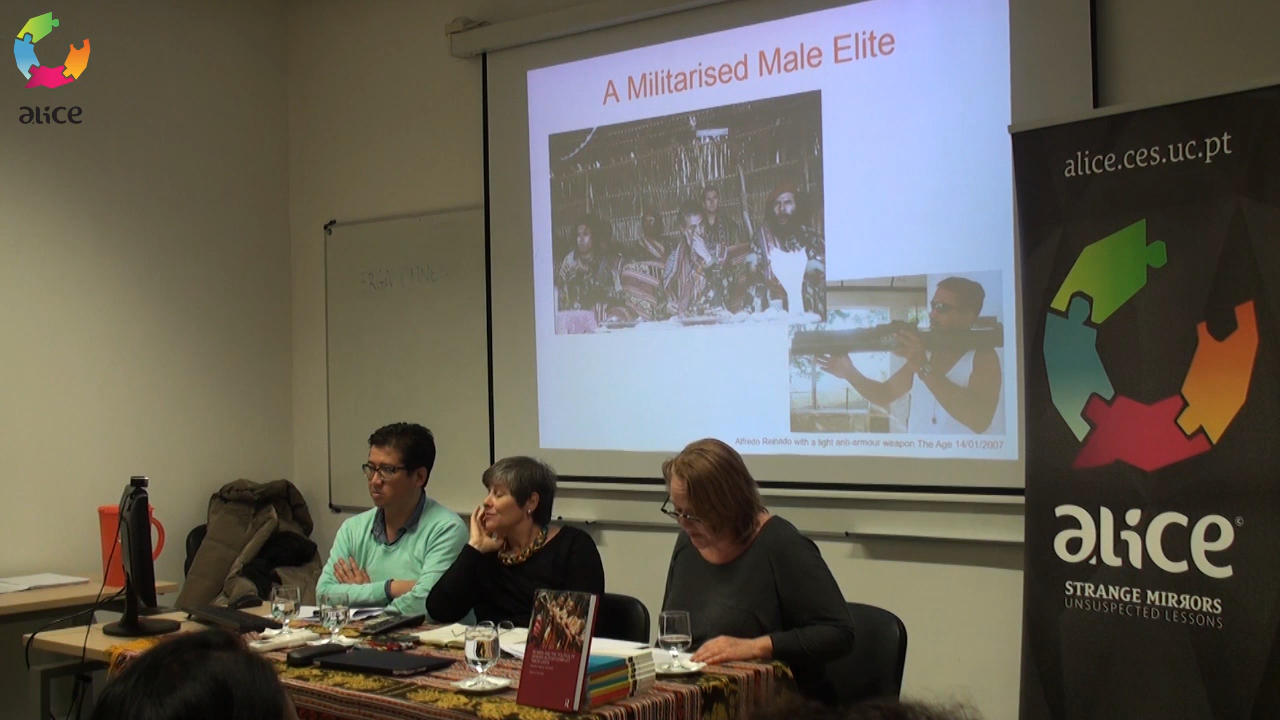 alice
A Militarised Male Elite
Alfredo Reinado with a light anti-armour weapon The Age 14/01/2007
alice.ces.uc.pt
alice
STRANGE MIRRORS
UNSUSPECTED LESSONS